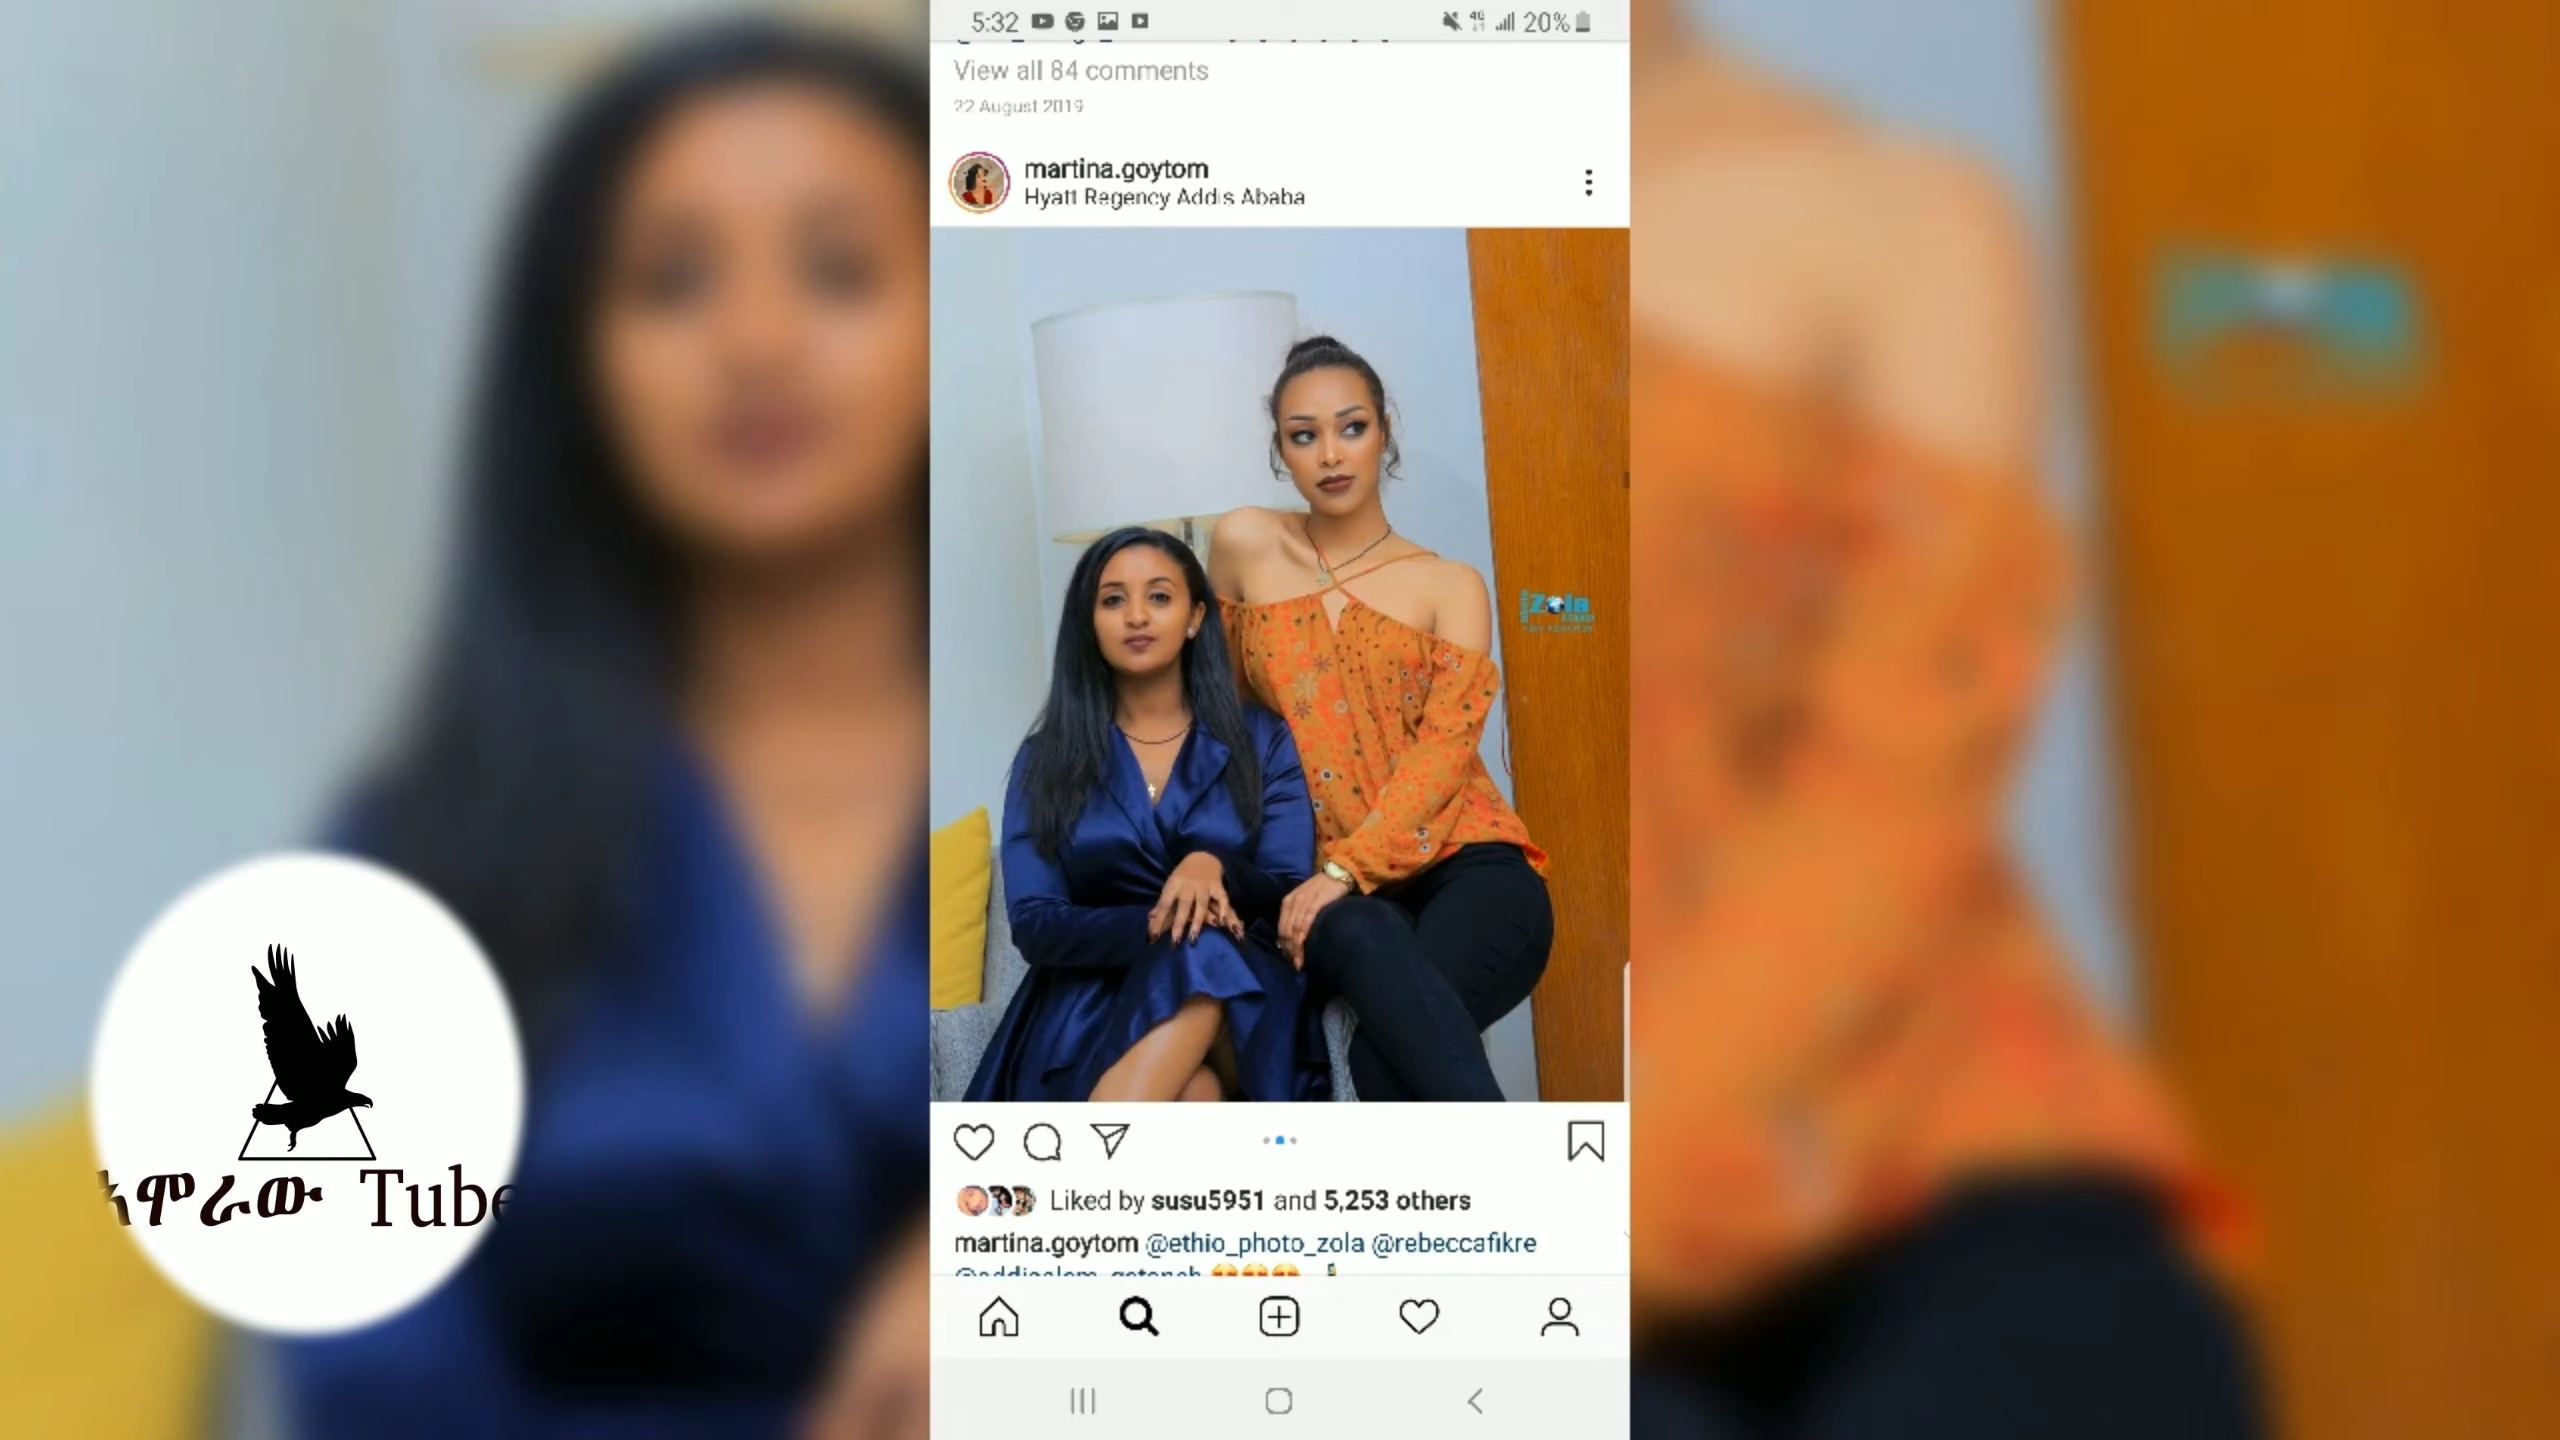 5:32
20%
View all 84 comments
22 August 2019
martina.goytom
Hyatt Regency Addis Ababa
Zola
Liked by susu5951 and 5,253 others
martina.goytom @ethio_photo_zola @rebeccafikre
አሞራው Tube